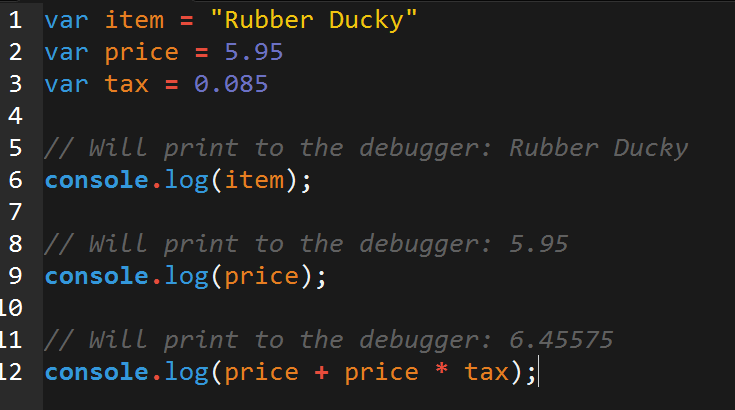 1 var item = "Rubber Ducky"
2 var price = 5.95
3 var tax = 0.085
4
5 // Will print to the debugger: Rubber Ducky
6 console.log(item);
7
8 // Will print to the debugger: 5.95
9 console.log(price);
10
11 // Will print to the debugger: 6.45575
12 console.log(price + price * tax);